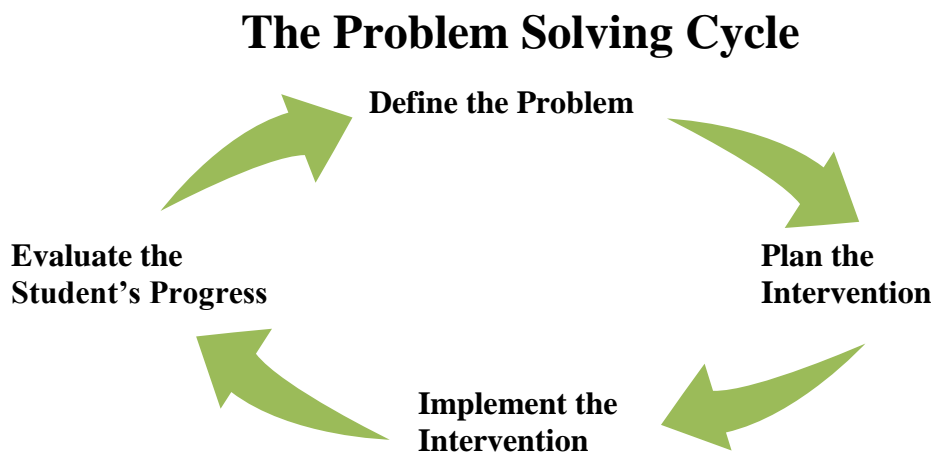 The Problem Solving Cycle
Define the Problem
Plan the
Intervention
Implement the
Intervention
Evaluate the
Student’s Progress